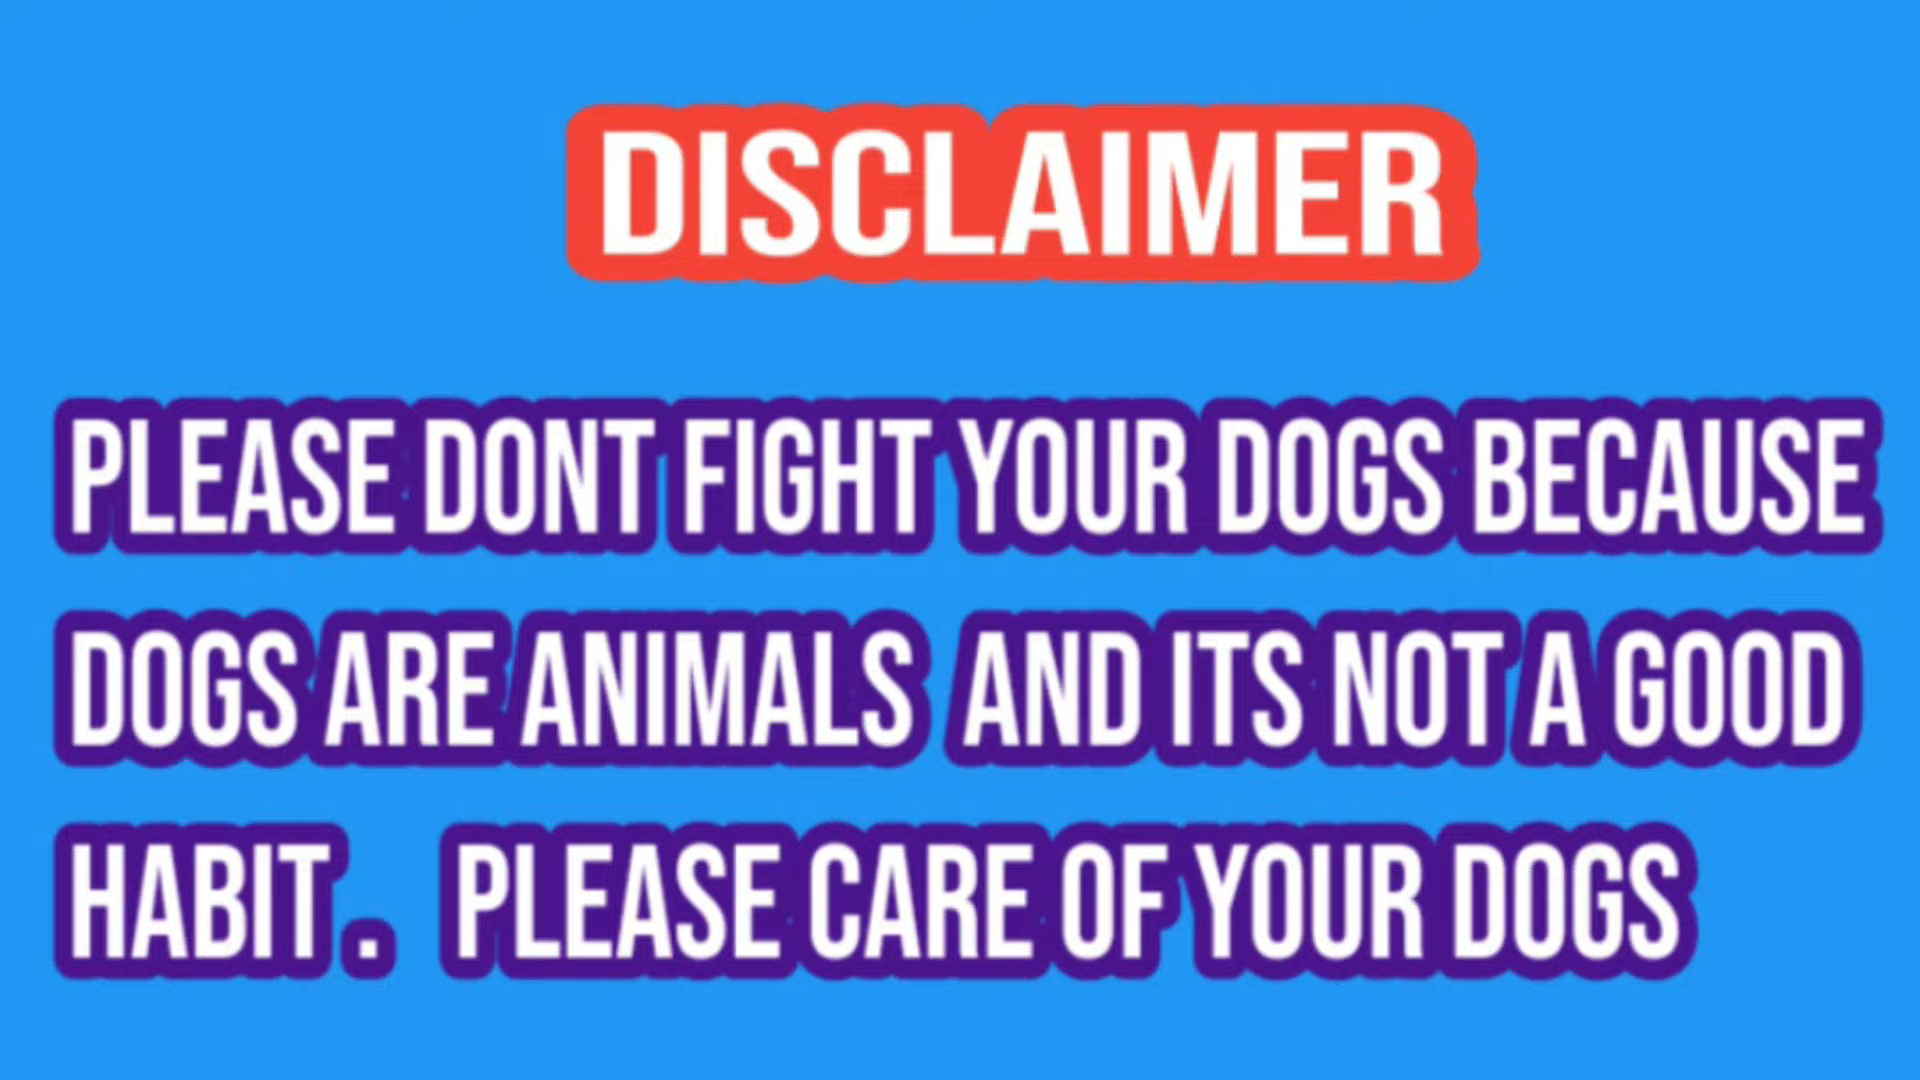 DISCLAIMER
PLEASE DONT FIGHT YOUR DOGS BECAUSE
DOGS ARE ANIMALS AND ITS NOT A GOOD
HABIT. PLEASE CARE OF YOUR DOGS